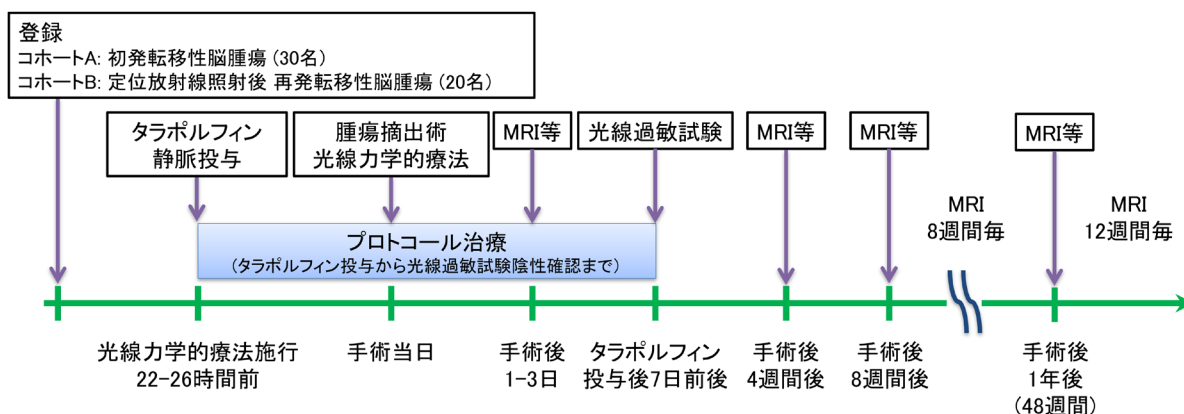 登録
コホートA: 初発転移性脳腫瘍 (30名)
コホートB: 定位放射線照射後 再発転移性脳腫瘍 (20名)
タラポルフィン
静脈投与
腫瘍摘出術
光線力学的療法
MRI等
光線過敏試験
MRI等
MRI等
MRI等
プロトコール治療
(タラポルフィン投与から光線過敏試験陰性確認まで)
MRI
8週間毎
MRI
12週間毎
光線力学的療法施行
22-26時間前
手術当日
手術後
1-3日
タラポルフィン
投与後7日前後
手術後
4週間後
手術後
8週間後
手術後
1年後
(48週間)